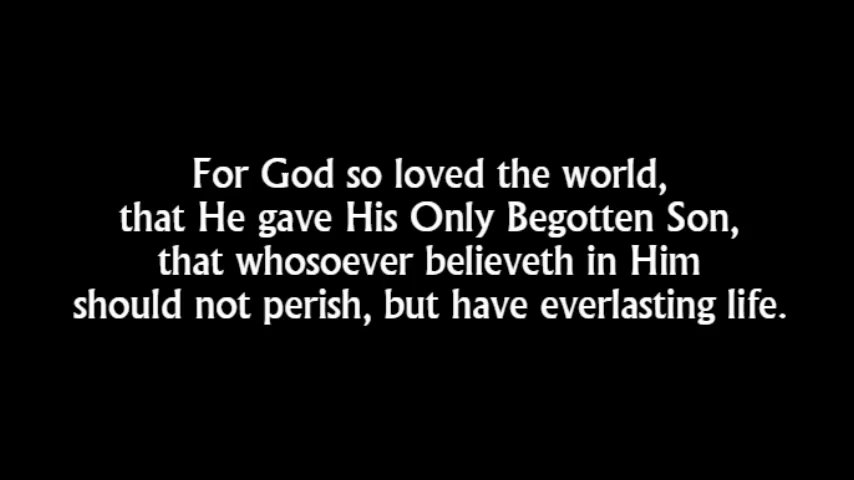 For God so loved the world,
that He gave His Only Begotten Son,
that whosoever believeth in Him
should not perish, but have everlasting life.